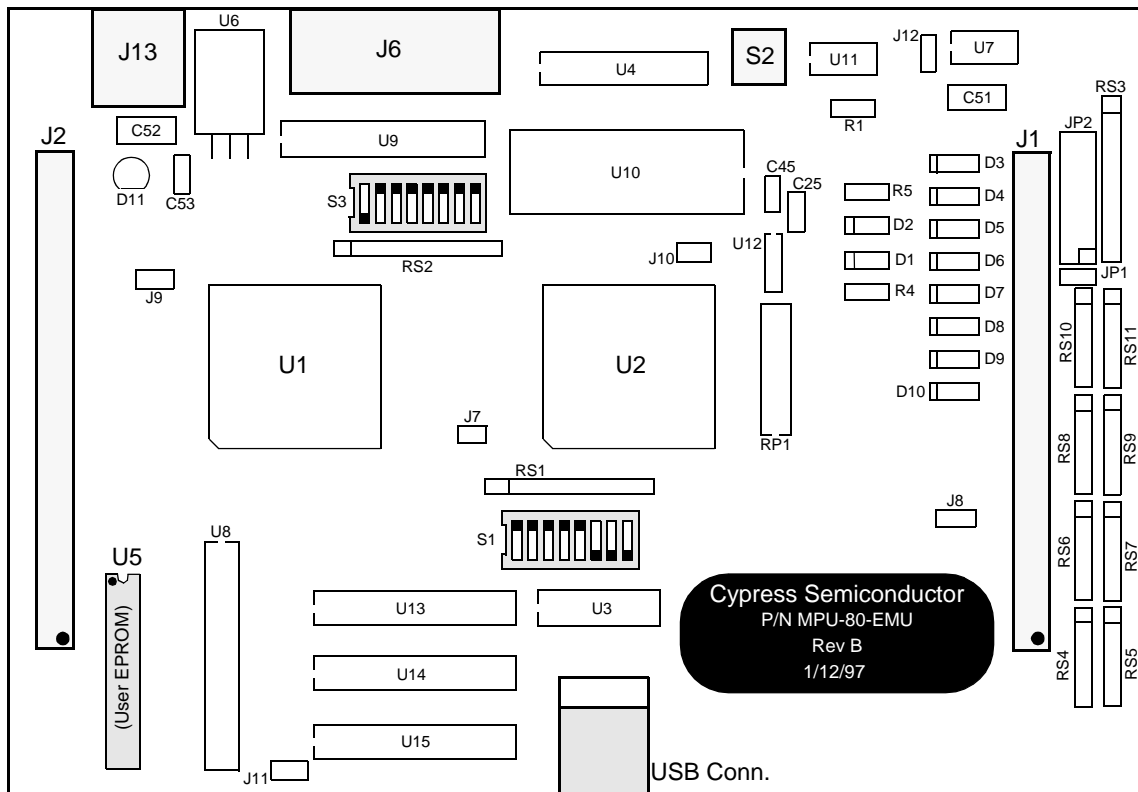 U6
J13
J6
U4
S2
U11
J12
U7
C51
RS3
R1
C52
J2
U9
U10
J1
JP2
D11
C53
S3
C45
C25
R5
D3
D4
D2
D5
RS2
J10
U12
D1
D6
JP1
J9
R4
D7
RS10
RS11
U1
U2
D8
D9
D10
J7
RP1
RS8
RS9
RS1
J8
U8
S1
RS6
RS7
U5
(User EPROM)
U13
U3
Cypress Semiconductor
P/N MPU-80-EMU
Rev B
1/12/97
RS4
RS5
U14
U15
J11
USB Conn.